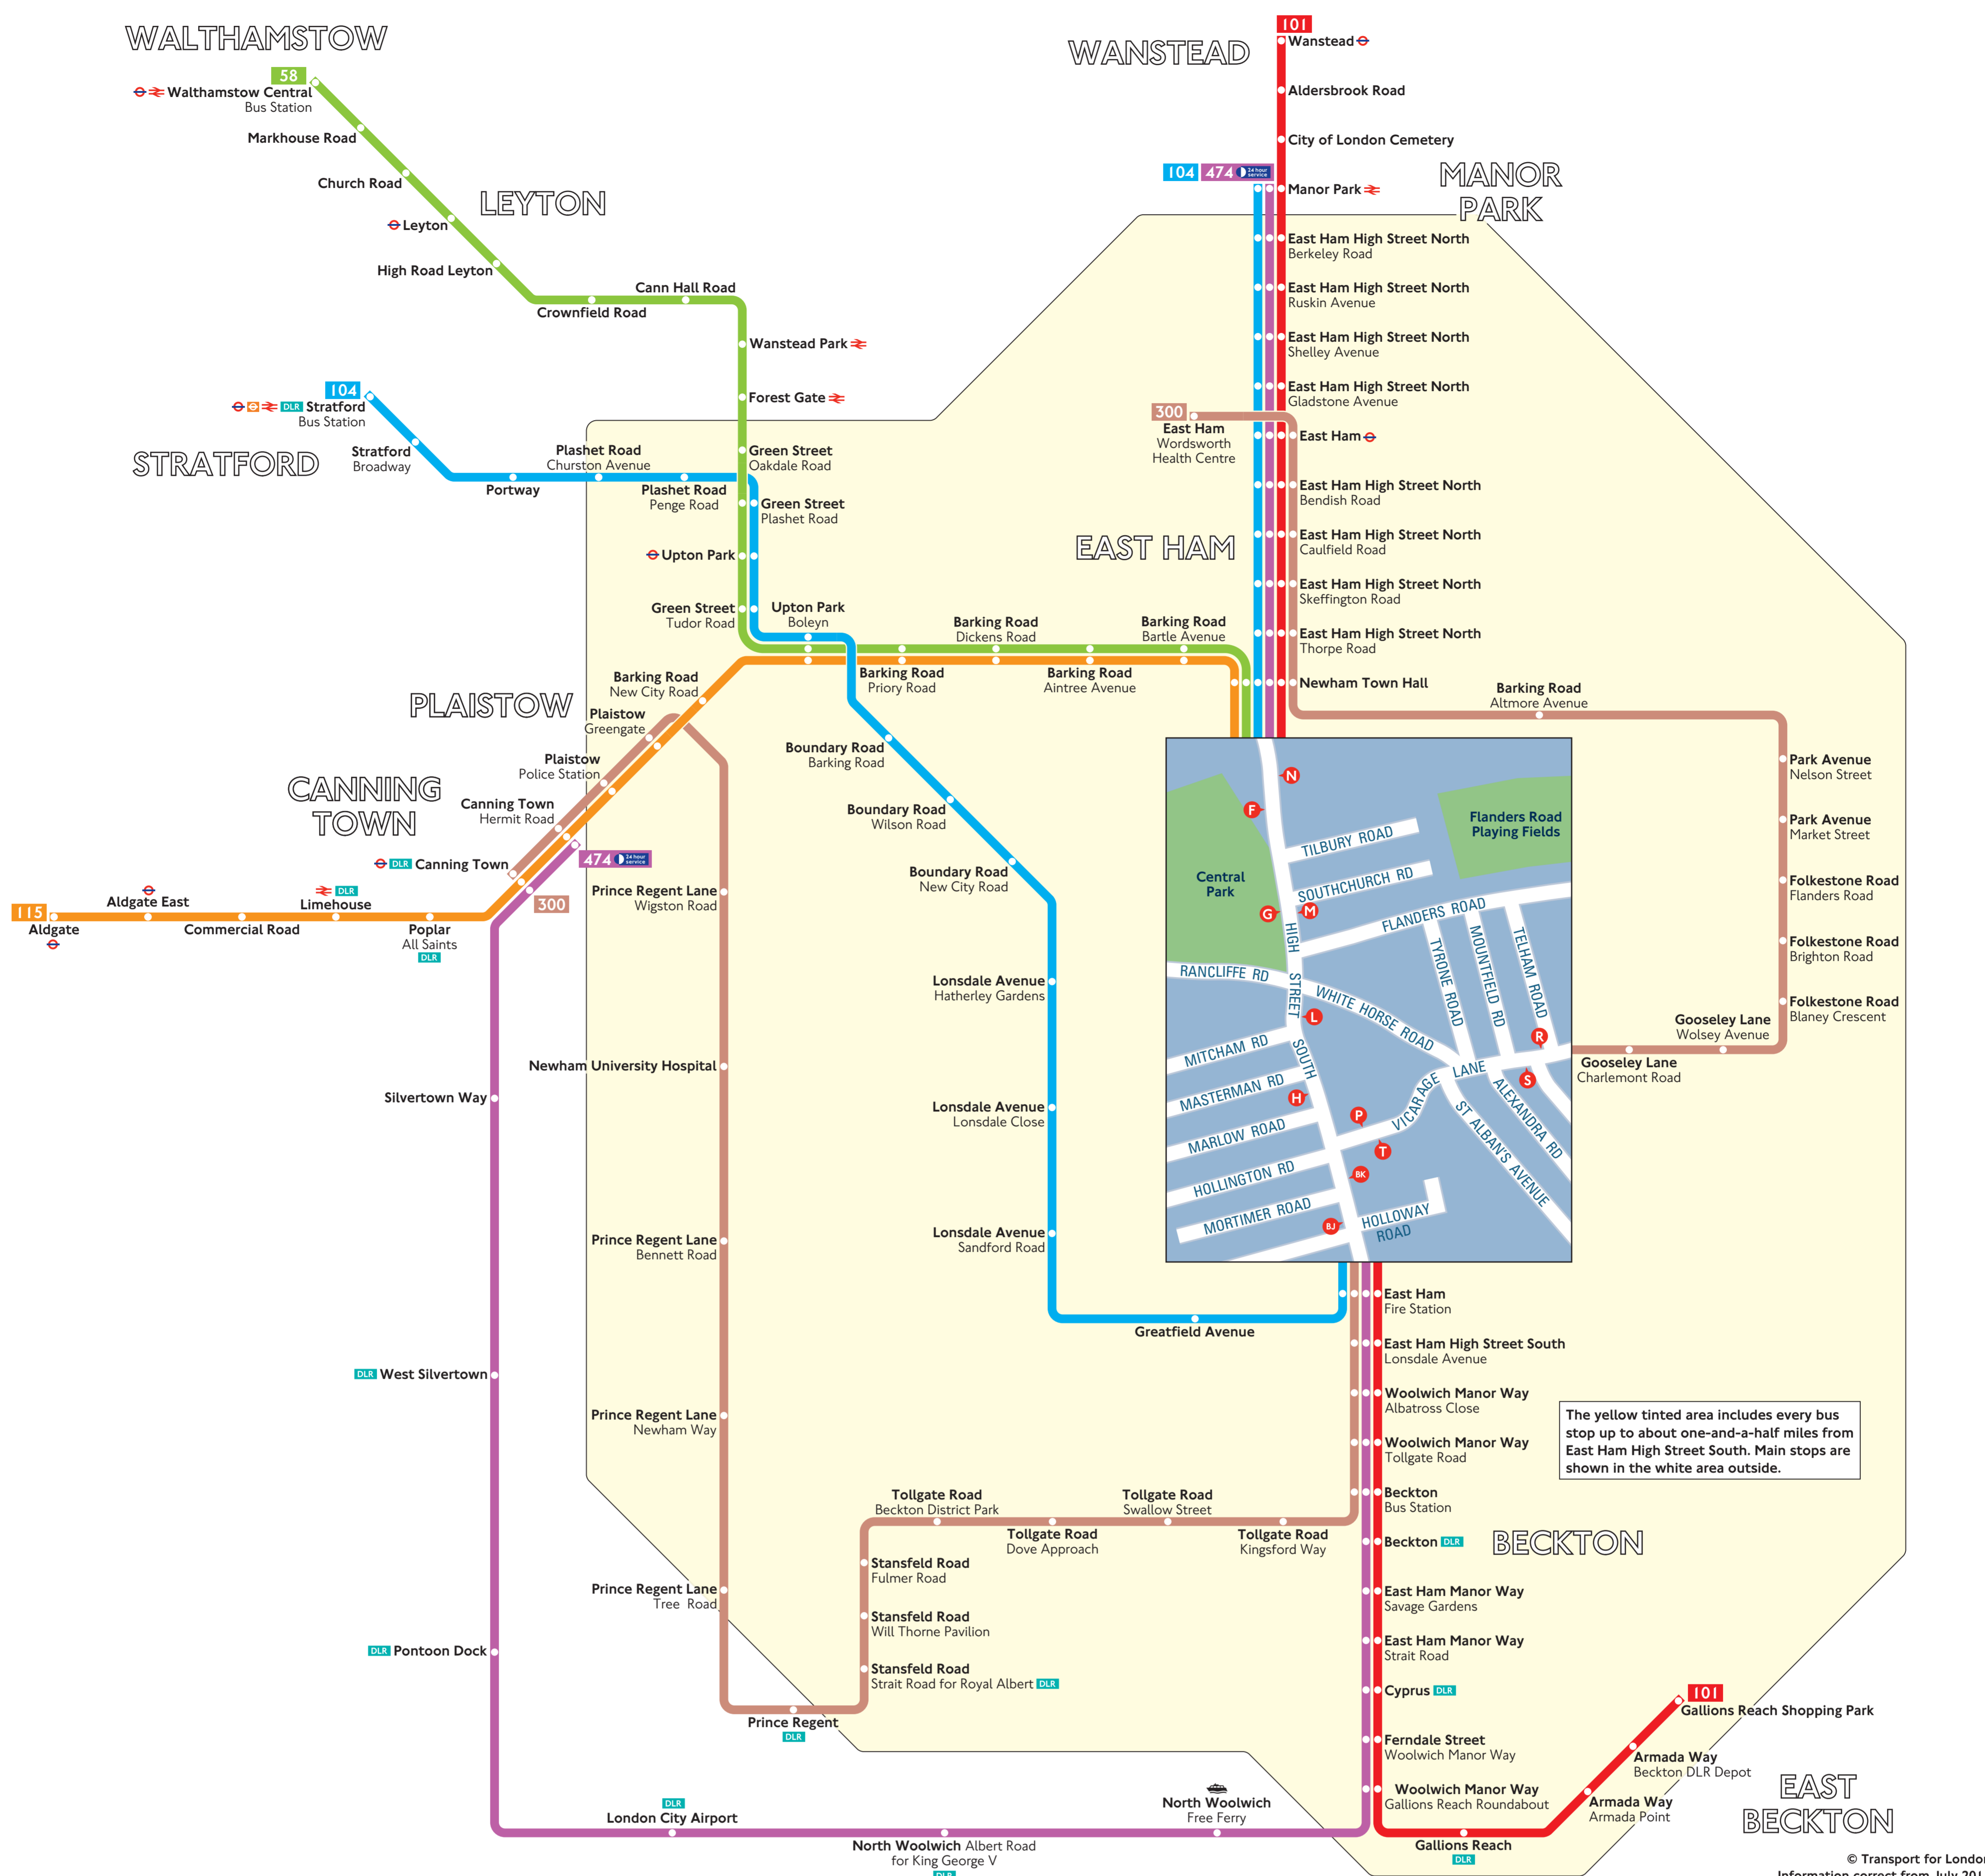 WALTHAMSTOW
58
Walthamstow Central
Bus Station
Markhouse Road
Church Road
LEYTON
Leyton
High Road Leyton
Crownfield Road
Cann Hall Road
Wanstead Park
Forest Gate
Green Street
Oakdale Road
104
DLR Stratford
Bus Station
STRATFORD
Stratford
Broadway
Portway
Plashet Road
Churston Avenue
Plashet Road
Penge Road
Green Street
Plashet Road
Upton Park
Green Street
Tudor Road
Upton Park
Boleyn
WANSTEAD
101
Wanstead
Aldersbrook Road
City of London Cemetery
104
474 24 hour
service
Manor Park
MANOR
PARK
East Ham High Street North
Berkeley Road
East Ham High Street North
Ruskin Avenue
East Ham High Street North
Shelley Avenue
East Ham High Street North
Gladstone Avenue
300
East Ham
Wordsworth
Health Centre
East Ham
East Ham High Street North
Bendish Road
EAST HAM
East Ham High Street North
Caulfield Road
East Ham High Street North
Skeffington Road
East Ham High Street North
Thorpe Road
Newham Town Hall
Barking Road
Dickens Road
Barking Road
Bartle Avenue
Barking Road
Priory Road
Barking Road
Aintree Avenue
Barking Road
New City Road
PLAISTOW
Plaistow
Greengate
Plaistow
Police Station
CANNING
TOWN
Canning Town
Hermit Road
DLR Canning Town
474 24 hour
service
300
115
Aldgate
Aldgate East
Commercial Road
DLR
Limehouse
Poplar
All Saints
DLR
Boundary Road
Barking Road
Boundary Road
Wilson Road
Boundary Road
New City Road
Lonsdale Avenue
Hatherley Gardens
Lonsdale Avenue
Lonsdale Close
Lonsdale Avenue
Sandford Road
Greatfield Avenue
Prince Regent Lane
Wigston Road
Newham University Hospital
Prince Regent Lane
Bennett Road
Prince Regent Lane
Newham Way
Prince Regent Lane
Tree Road
Prince Regent
DLR
Silvertown Way
DLR West Silvertown
DLR Pontoon Dock
DLR
London City Airport
North Woolwich Albert Road
for King George V
DLR
North Woolwich
Free Ferry
Barking Road
Altmore Avenue
Park Avenue
Nelson Street
Park Avenue
Market Street
Folkestone Road
Flanders Road
Folkestone Road
Brighton Road
Folkestone Road
Blaney Crescent
Gooseley Lane
Wolsey Avenue
Gooseley Lane
Charlemont Road
N
F
TILBURY ROAD
Flanders Road
Playing Fields
Central
Park
SOUTHCHURCH RD
G
M
FLANDERS ROAD
HIGH
STREET
SOUTH
RANCLIFFE RD
WHITE HORSE ROAD
TYRONE ROAD
MOUNTFIELD RD
TELHAM ROAD
L
R
MITCHAM RD
MASTERMAN RD
H
VICARAGE LANE
S
MARLOW ROAD
P
T
ALEXANDRA RD
ST ALBAN'S AVENUE
HOLLINGTON RD
BK
MORTIMER ROAD
BJ
HOLLOWAY
ROAD
East Ham
Fire Station
East Ham High Street South
Lonsdale Avenue
Woolwich Manor Way
Albatross Close
Woolwich Manor Way
Tollgate Road
Beckton
Bus Station
Beckton DLR
BECKTON
East Ham Manor Way
Savage Gardens
East Ham Manor Way
Strait Road
Cyprus DLR
Ferndale Street
Woolwich Manor Way
Woolwich Manor Way
Gallions Reach Roundabout
Gallions Reach
DLR
Tollgate Road
Beckton District Park
Tollgate Road
Dove Approach
Tollgate Road
Swallow Street
Tollgate Road
Kingsford Way
Stansfeld Road
Fulmer Road
Stansfeld Road
Will Thorne Pavilion
Stansfeld Road
Strait Road for Royal Albert DLR
The yellow tinted area includes every bus
stop up to about one-and-a-half miles from
East Ham High Street South. Main stops are
shown in the white area outside.
101
Gallions Reach Shopping Park
Armada Way
Beckton DLR Depot
Armada Way
Armada Point
EAST
BECKTON
© Transport for London
Information correct from July